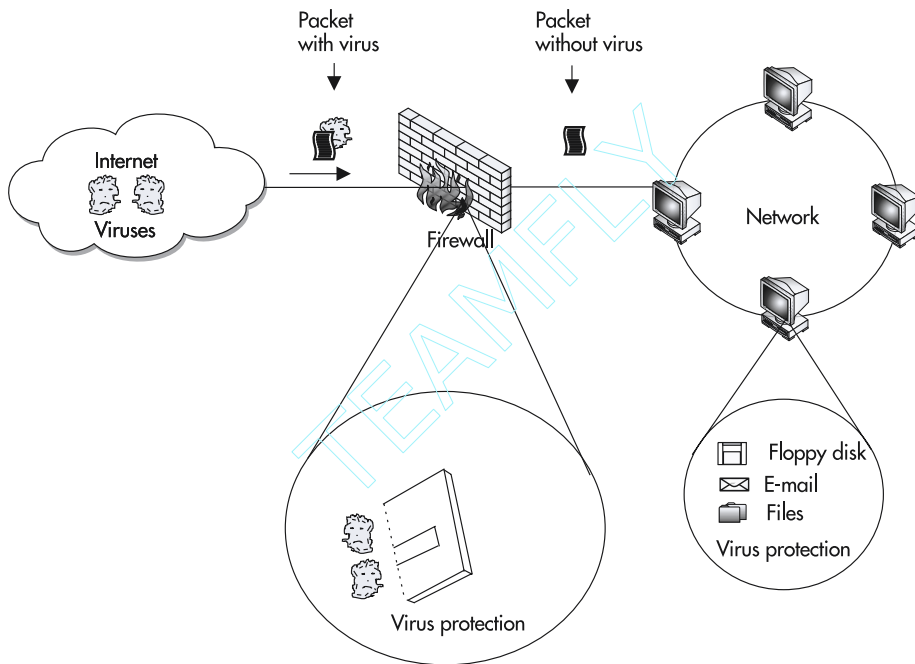 Packet
with virus
Packet
without virus
Internet
Viruses
Firewall
Network
TEAMFLY
Floppy disk
E-mail
Files
Virus protection
Virus protection